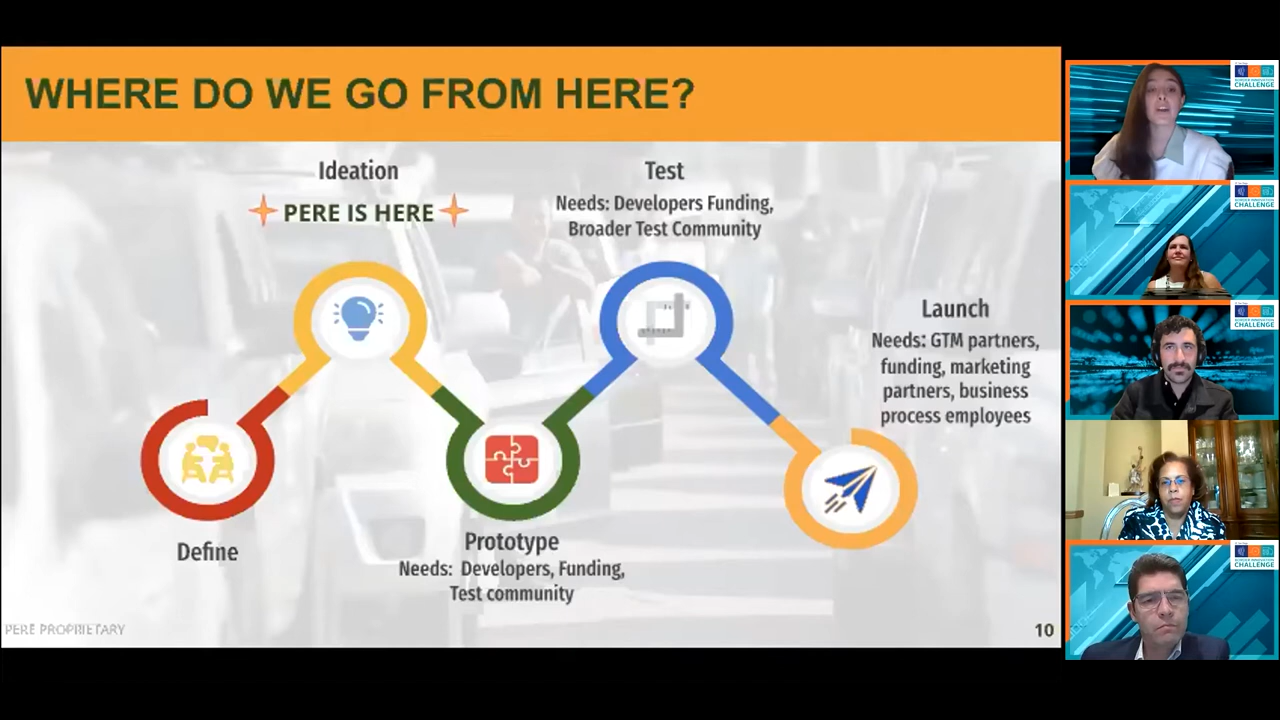 WHERE DO WE GO FROM HERE?
Ideation
PERE IS HERE
Test
Needs: Developers Funding,
Broader Test Community
Launch
Needs: GTM partners,
funding, marketing
partners, business
process employees
Define
Prototype
Needs: Developers, Funding,
Test community
PERE PROPRIETARY
10
CHALLENGE
CHALLENGE
CHALLENGE
CHALLENGE